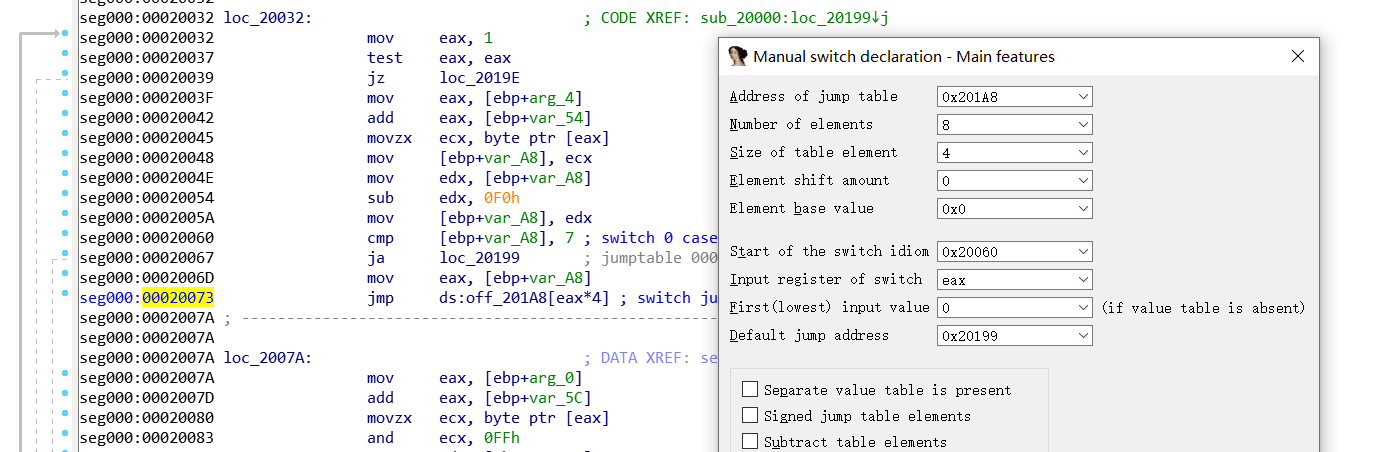 seg000:00020032
seg000:00020032 loc_20032: ; CODE XREF: sub_20000:loc_20199↓j
seg000:00020032 mov eax, 1
seg000:00020037 test eax, eax
seg000:00020039 jz loc_2019E
seg000:0002003F mov eax, [ebp+arg_4]
seg000:00020042 add eax, [ebp+var_54]
seg000:00020045 movzx ecx, byte ptr [eax]
seg000:00020048 mov [ebp+var_A8], ecx
seg000:0002004E mov edx, [ebp+var_A8]
seg000:00020054 sub edx, 0F0h
seg000:0002005A mov [ebp+var_A8], edx
seg000:00020060 cmp [ebp+var_A8], 7 ; switch 0 case
seg000:00020067 ja loc_20199 ; jumptable 000
seg000:0002006D mov eax, [ebp+var_A8]
seg000:00020073 jmp ds:off_201A8[eax*4] ; switch ju
seg000:0002007A ; ---------------------------------------------------
seg000:0002007A
seg000:0002007A loc_2007A: ; DATA XREF: se
seg000:0002007A mov eax, [ebp+arg_0]
seg000:0002007D add eax, [ebp+var_5C]
seg000:00020080 movzx ecx, byte ptr [eax]
seg000:00020083 and ecx, 0FFh
Manual switch declaration - Main features
Address of jump table 0x201A8
Number of elements 8
Size of table element 4
Element shift amount 0
Element base value 0x0
Start of the switch idiom 0x20060
Input register of switch eax
First(lowest) input value 0 (if value table is absent)
Default jump address 0x20199
Separate value table is present
Signed jump table elements
Subtract table elements